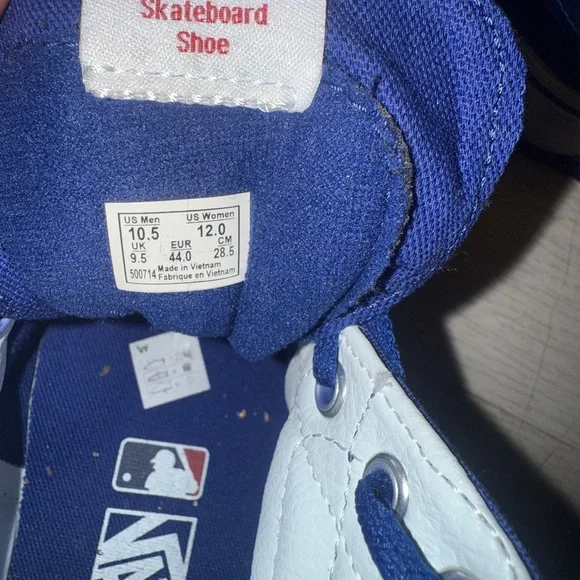 Skateboard
Shoe
US Men US Women
10.5 12.0
UK EUR CM
9.5 44.0 28.5
500714 Made in Vietnam
Fabrique en Vietnam